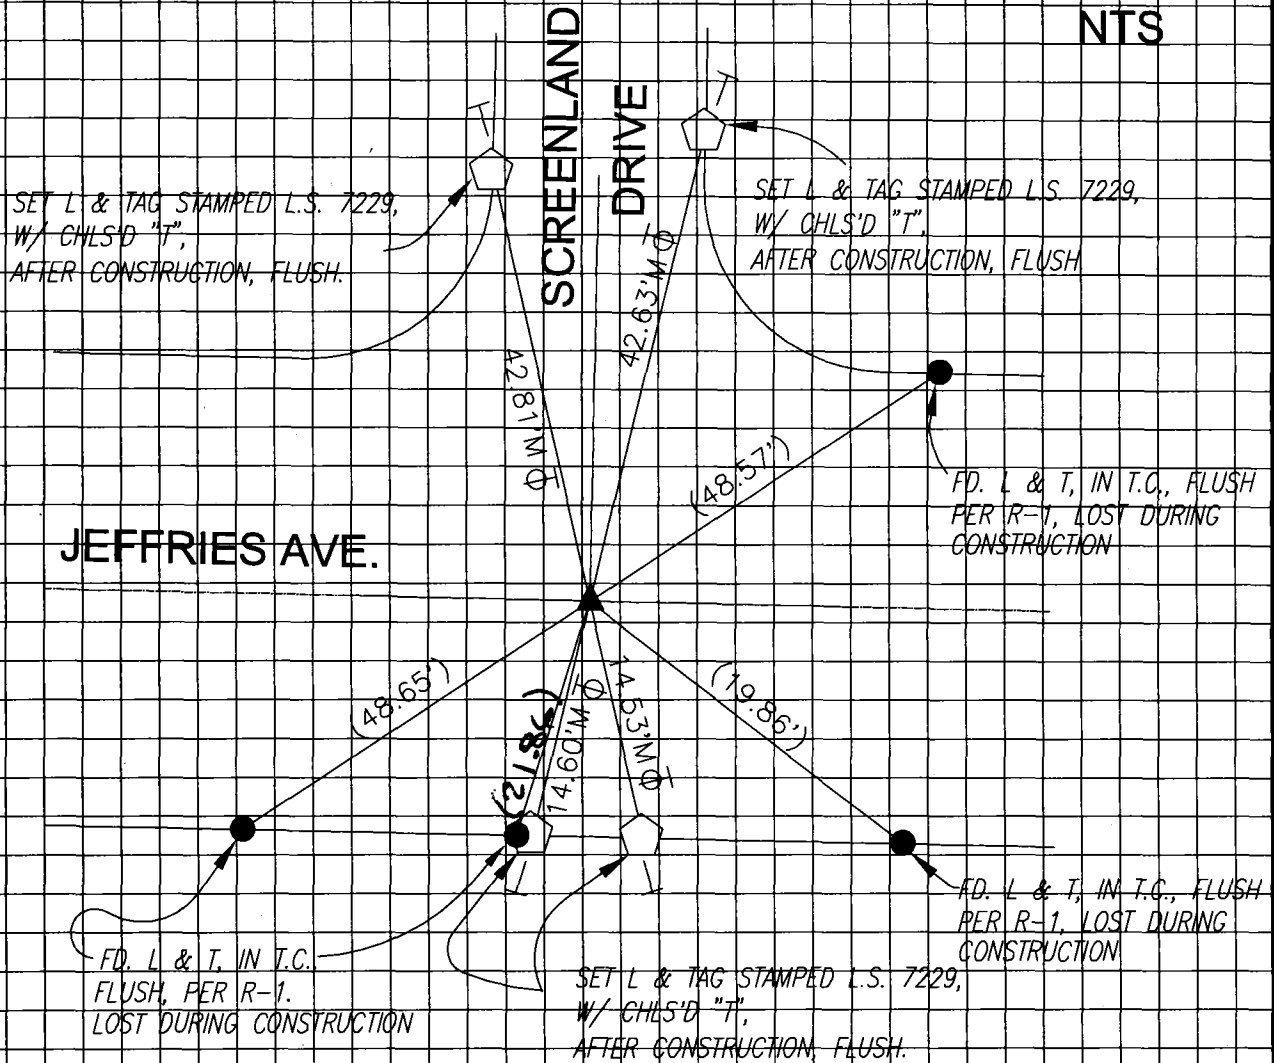 NTS
SCREENLAND
DRIVE
SET L & TAG STAMPED L.S. 7229,
W/ CHLS'D "T",
AFTER CONSTRUCTION, FLUSH.
SET L & TAG STAMPED L.S. 7229,
W/ CHLS'D "T",
AFTER CONSTRUCTION, FLUSH
T
T
42.81'M
42.63'M
(48.57')
FD. L & T, IN T.C., FLUSH
PER R-1, LOST DURING
CONSTRUCTION
JEFFRIES AVE.
(48.65')
14.60'M
14.53'M
(19.86')
T
T
FD. L & T, IN T.C.
FLUSH, PER R-1.
LOST DURING CONSTRUCTION
SET L & TAG STAMPED L.S. 7229,
W/ CHLS'D "T",
AFTER CONSTRUCTION, FLUSH.
FD. L & T, IN T.C., FLUSH
PER R-1, LOST DURING
CONSTRUCTION